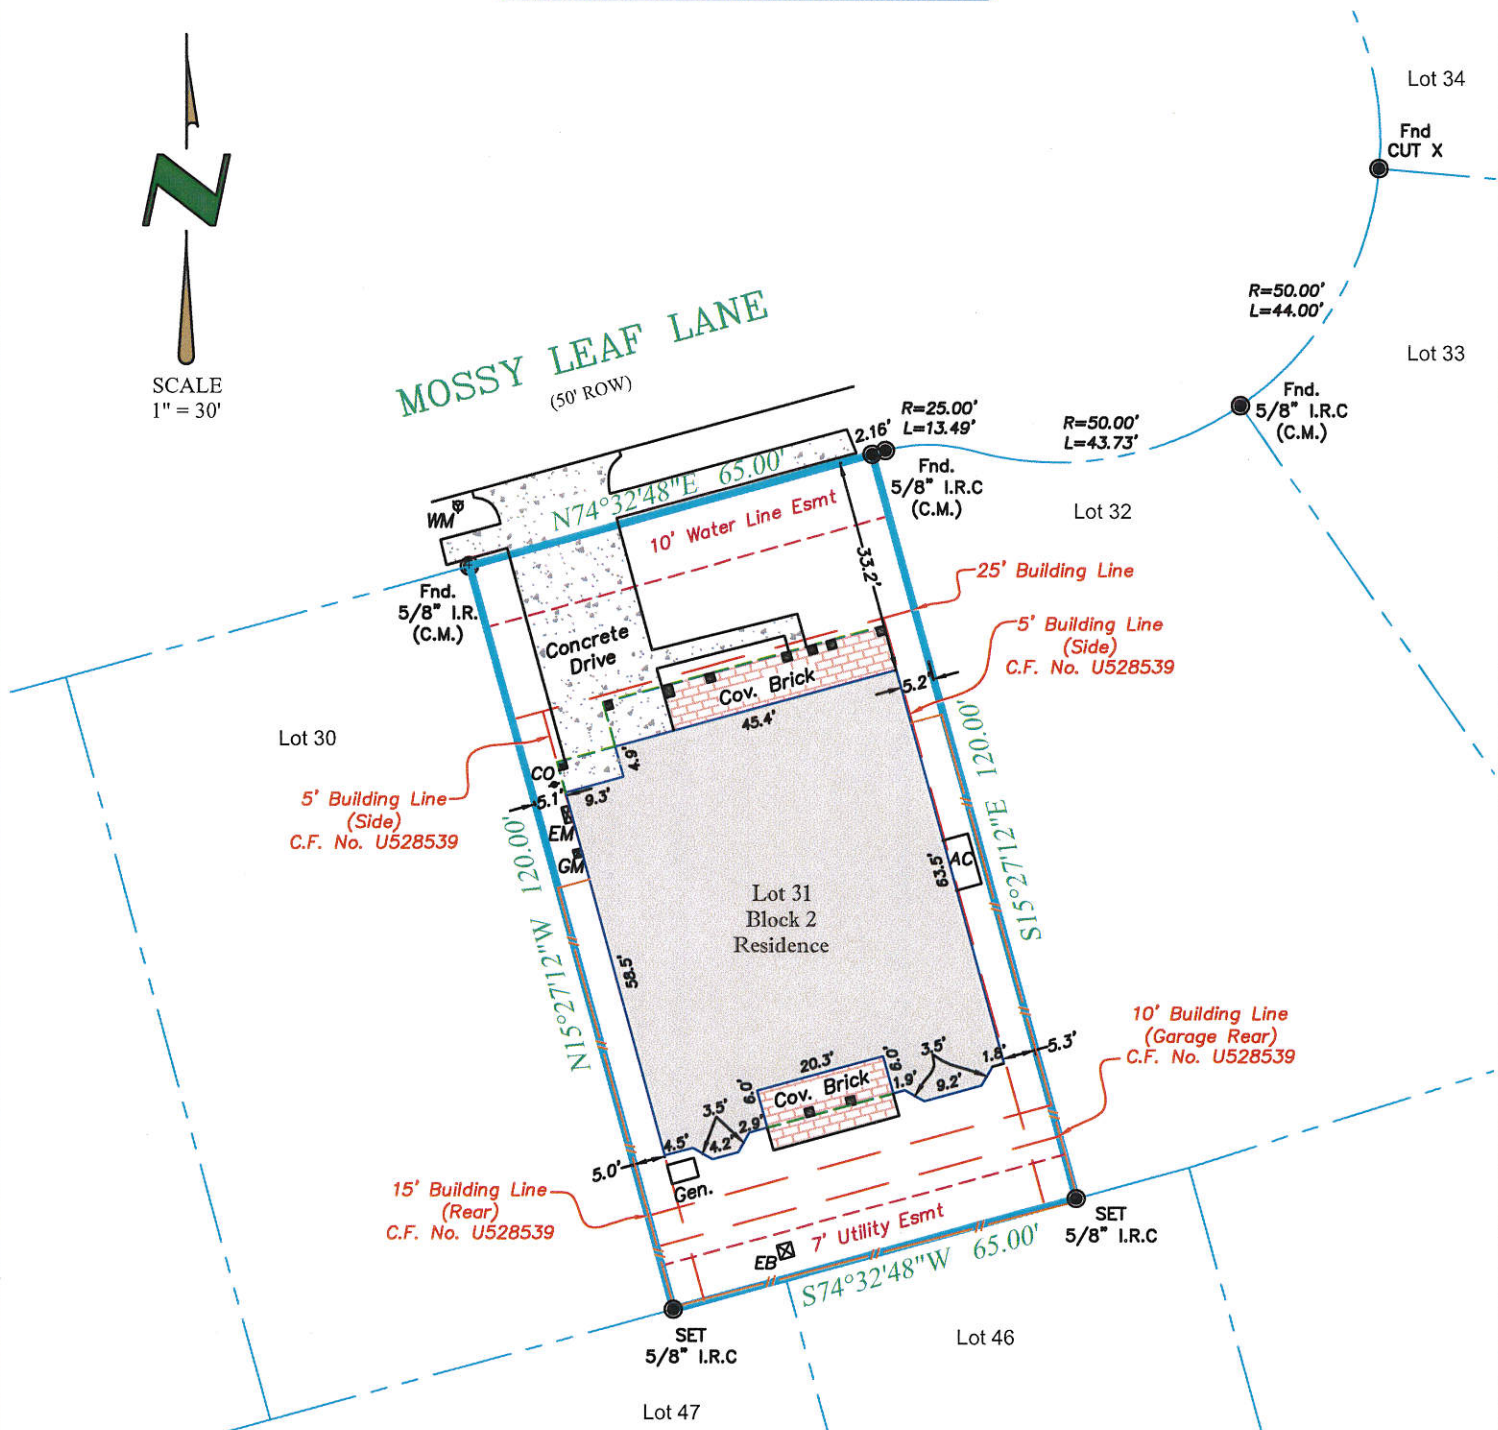 Lot 34
Fnd
CUT X
SCALE
1" = 30'
MOSSY LEAF LANE
(50' ROW)
R=50.00'
L=44.00'
Lot 33
Fnd.
5/8" I.R.C
(C.M.)
R=25.00'
L=13.49'
2.16'
R=50.00'
L=43.73'
N74°32'48"E 65.00'
WM
Fnd.
5/8" I.R.C
(C.M.)
Lot 32
10' Water Line Esmt
33.2'
25' Building Line
Fnd.
5/8" I.R.
(C.M.)
Concrete
Drive
5' Building Line
(Side)
C.F. No. U528539
Cov. Brick
5.2'
45.4'
Lot 30
4.9'
CO
5.1'
9.3'
EM
GM
5' Building Line
(Side)
C.F. No. U528539
N15°27'12"W 120.00'
S15°27'12"E 120.00'
63.5'
AC
Lot 31
Block 2
Residence
58.5'
10' Building Line
(Garage Rear)
C.F. No. U528539
20.3'
6.0'
6.0'
Cov. Brick
1.9'
3.5'
9.2'
1.8'
5.3'
3.5'
2.9'
4.2'
4.5'
5.0'
Gen.
15' Building Line
(Rear)
C.F. No. U528539
7' Utility Esmt
EB
S74°32'48"W 65.00'
SET
5/8" I.R.C
SET
5/8" I.R.C
Lot 46
Lot 47